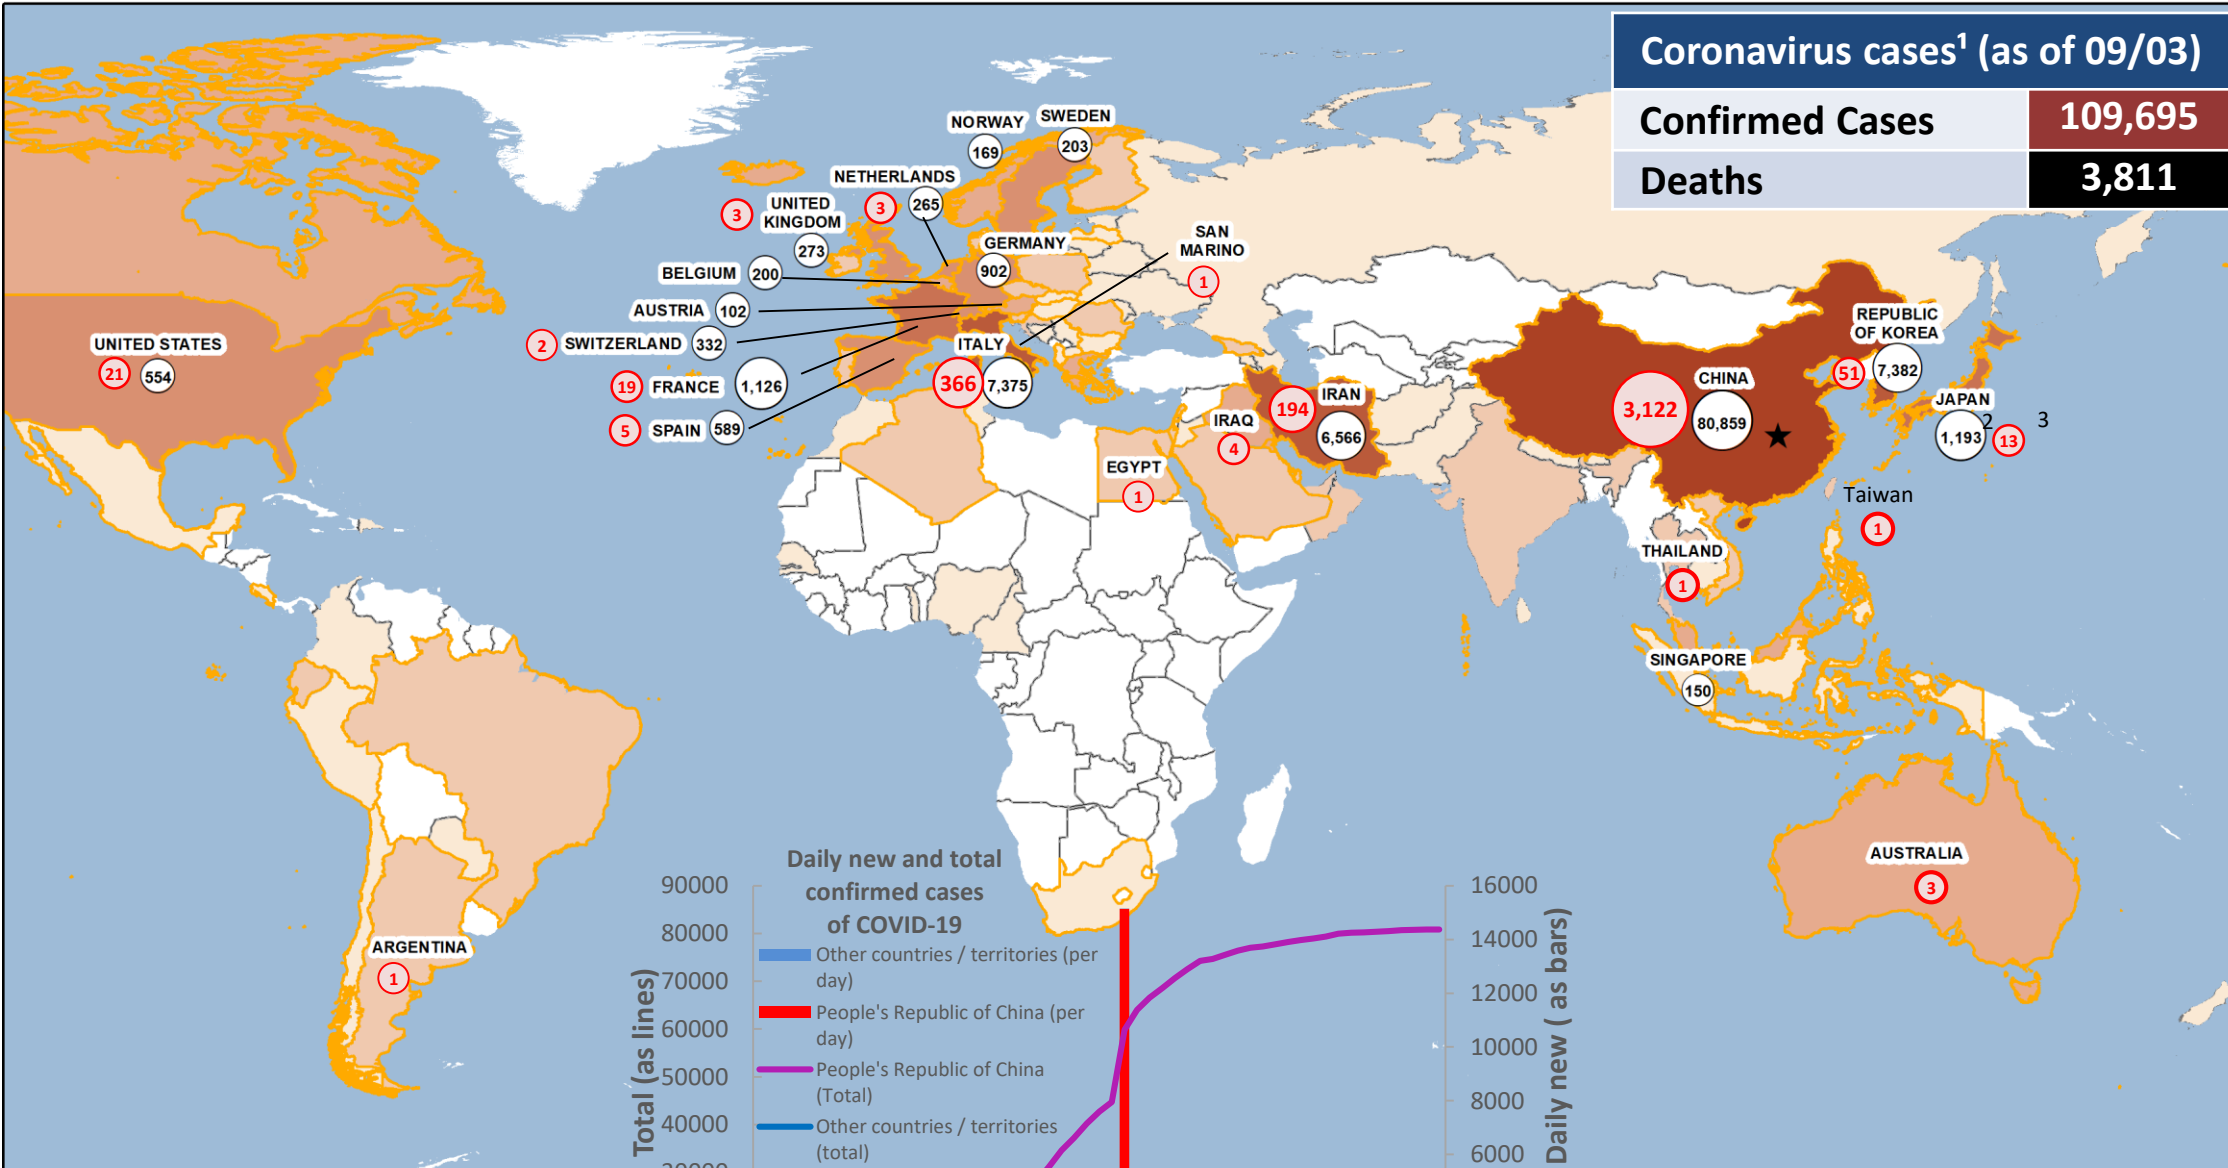 Coronavirus cases¹ (as of 09/03)
Confirmed Cases 109,695
Deaths 3,811
NORWAY
169
SWEDEN
203
NETHERLANDS
3 265
3 UNITED
KINGDOM
273
GERMANY
902
SAN
MARINO
1
BELGIUM 200
AUSTRIA 102
2 SWITZERLAND 332
19 FRANCE 1,126
5 SPAIN 589
ITALY
366 7,375
UNITED STATES
21 554
IRAN
194
6,566
IRAQ
4
EGYPT
1
CHINA
3,122 80,859
REPUBLIC
OF KOREA
51 7,382
JAPAN
1,193 2 13 3
Taiwan
1
THAILAND
1
SINGAPORE
150
AUSTRALIA
3
ARGENTINA
1
Daily new and total
confirmed cases
of COVID-19
Other countries / territories (per
day)
People's Republic of China (per
day)
People's Republic of China
(Total)
Other countries / territories
(total)
Total (as lines)
90000
80000
70000
60000
50000
40000
Daily new ( as bars)
16000
14000
12000
10000
8000
6000